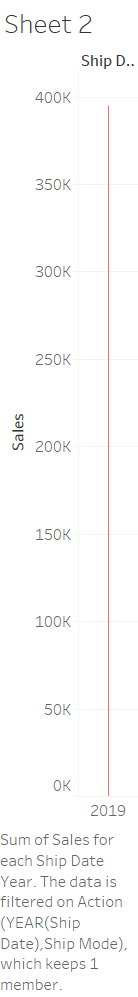 Sheet 2
Ship D..
400K
350K
300K
250K
Sales
200K
150K
100K
50K
0K
2019
Sum of Sales for
each Ship Date
Year. The data is
filtered on Action
(YEAR(Ship
Date),Ship Mode),
which keeps 1
member.